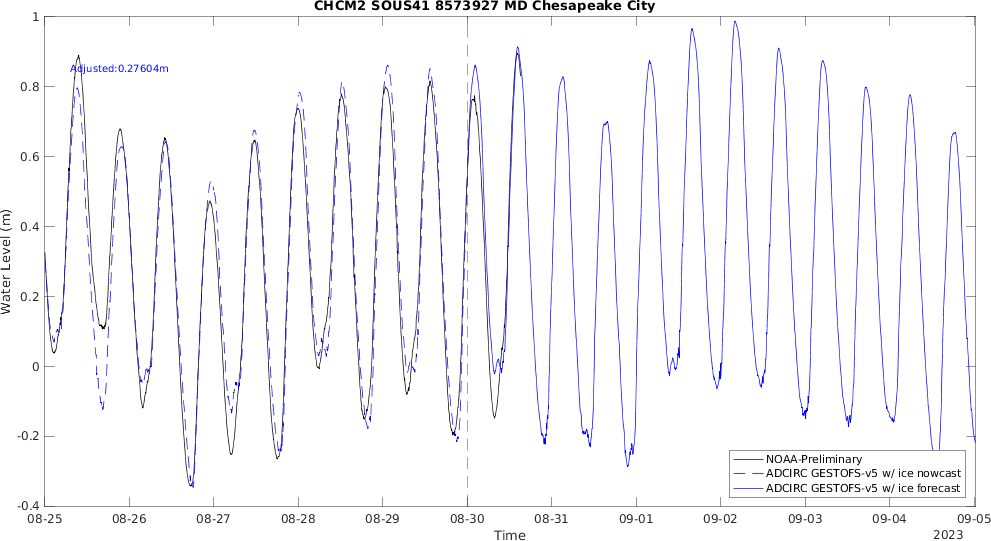 CHCM2 SOUS41 8573927 MD Chesapeake City
1
0.8
0.6
0.4
0.2
0
-0.2
-0.4
Water Level (m)
Adjusted:0.27604m
NOAA-Preliminary
ADCIRC GESTOFS-v5 w/ ice nowcast
ADCIRC GESTOFS-v5 w/ ice forecast
08-25 08-26 08-27 08-28 08-29 08-30 08-31 09-01 09-02 09-03 09-04 09-05
Time
2023